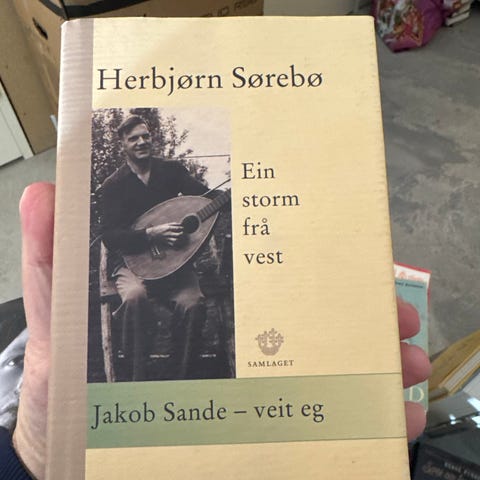 Herbjørn Sørebø
Ein
storm
frå
vest
SAMLAGET
Jakob Sande – veit eg